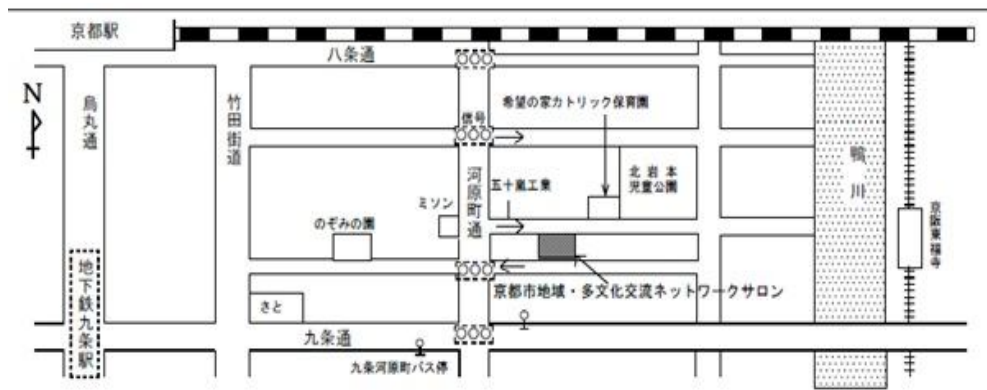 京都駅
八条通
N
烏丸通
竹田街道
信号
希望の家カトリック保育園
河原町通
五十嵐工業
北岩本
児童公園
鴨川
ミソン
のぞみの園
京阪東福寺
地下鉄九条駅
京都市地域・多文化交流ネットワークサロン
さと
九条通
九条河原町バス停